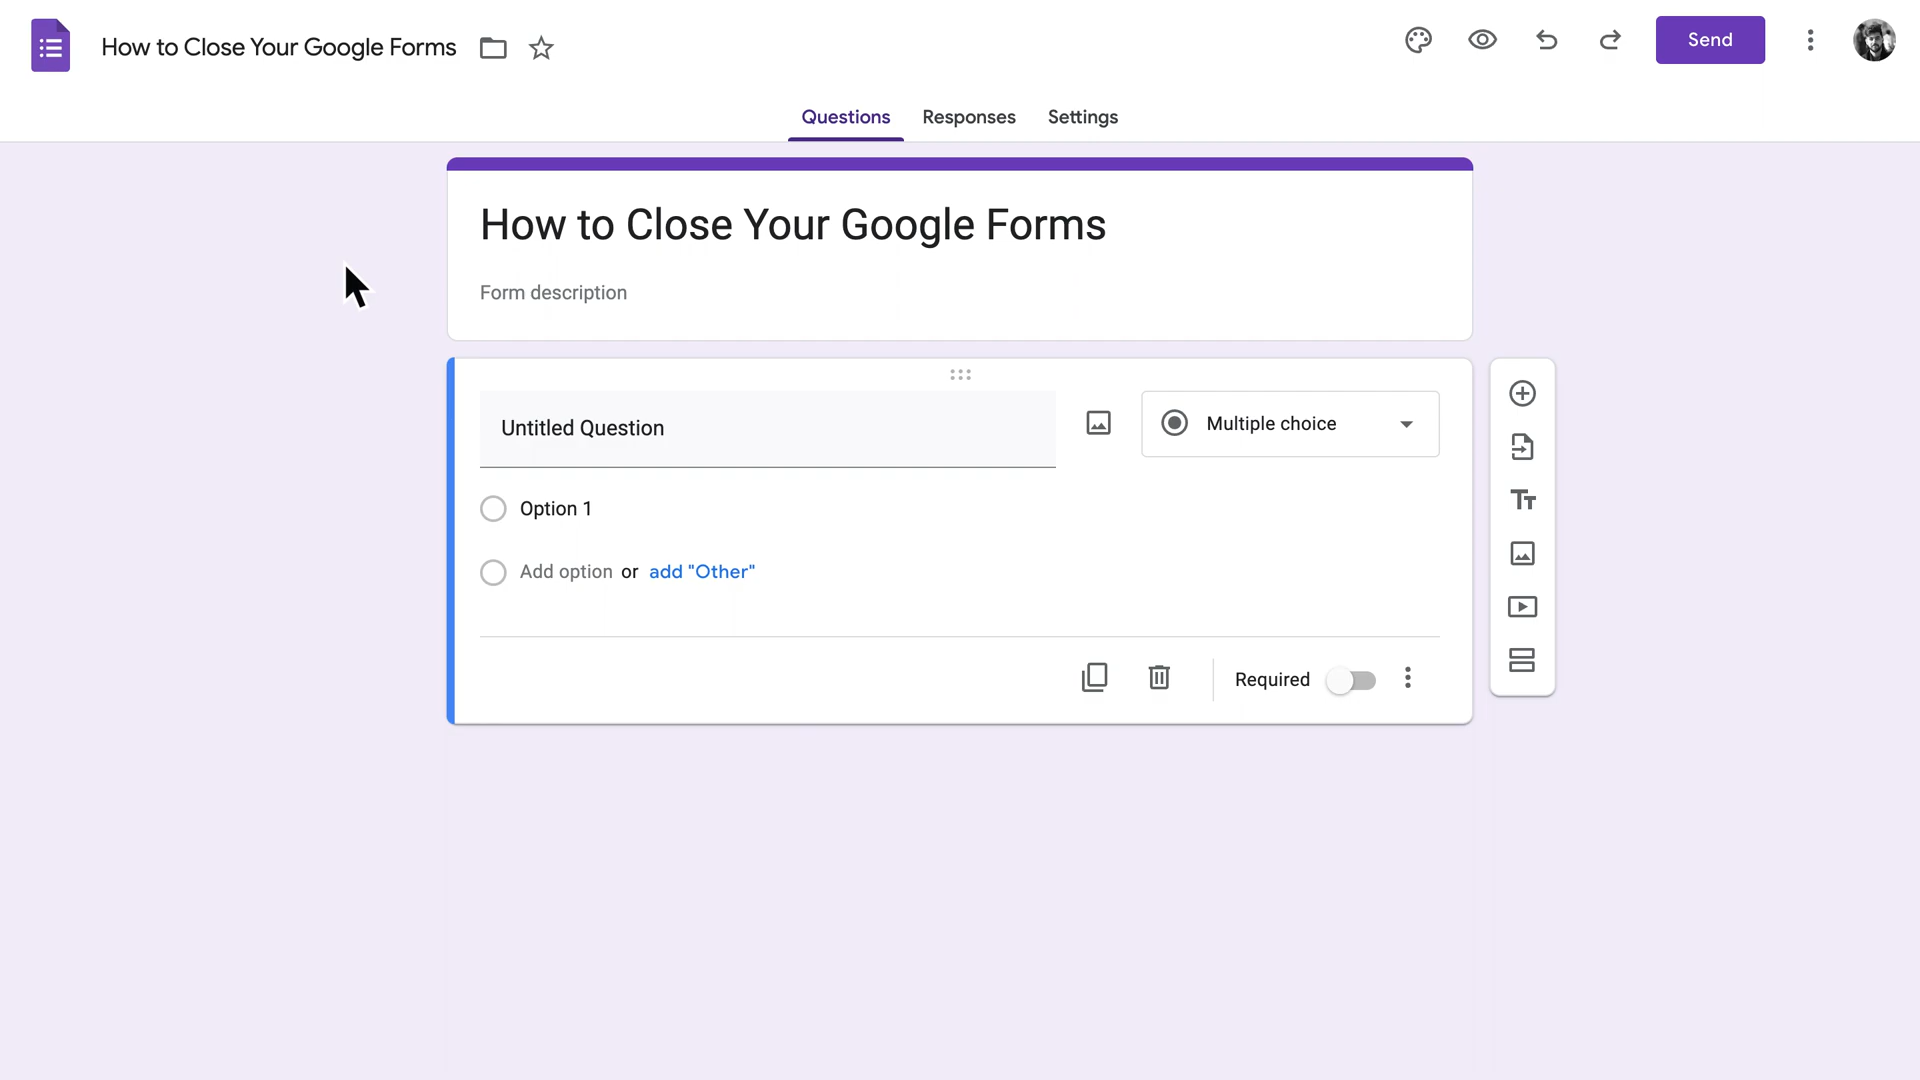 How to Close Your Google Forms
Send
Questions Responses Settings
How to Close Your Google Forms
Form description
Untitled Question
Multiple choice
Option 1
Add option or add "Other"
Required
Tт